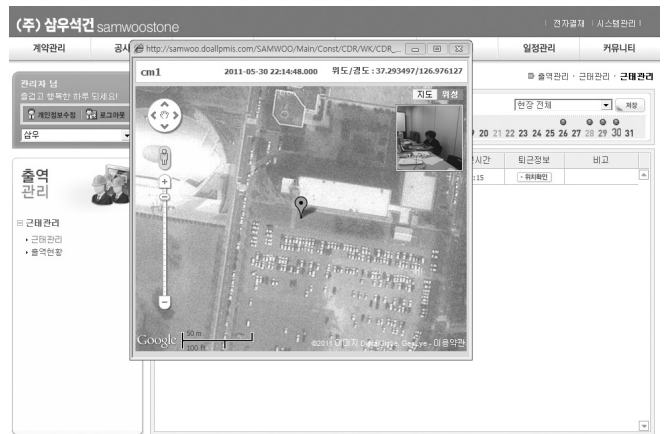 (주) 삼우석건 samwoostone
전자결재 | 시스템관리
계약관리
일정관리
커뮤니티
http://samwoo.doallpmis.com/SAMWOO/Main/Const/CDR/WK/CDR_...
cm1 2011-05-30 22:14:48.000 위도/경도 : 37.293497/126.976127
지도 위성
관리자 님
즐겁고 행복한 하루 되세요!
개인정보수정 로그아웃
삼우
출역관리 · 근태관리 · 근태관리
현장 전체 저장
20 21 22 23 24 25 26 27 28 29 30 31
퇴근정보 비고
:15 위치확인
출역
관리
근태관리
근태관리
출역현황
Google
50 m
100 ft
이용약관